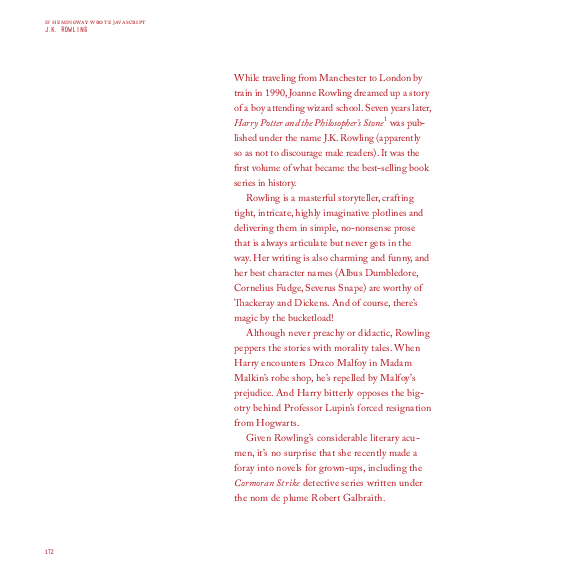 IF HEMINGWAY WROTE JAVASCRIPT
J.K. ROWLING
While traveling from Manchester to London by
train in 1990, Joanne Rowling dreamed up a story
of a boy attending wizard school. Seven years later,
Harry Potter and the Philosopher's Stone1 was pub-
lished under the name J.K. Rowling (apparently
so as not to discourage male readers). It was the
first volume of what became the best-selling book
series in history.
Rowling is a masterful storyteller, crafting
tight, intricate, highly imaginative plotlines and
delivering them in simple, no-nonsense prose
that is always articulate but never gets in the
way. Her writing is also charming and funny, and
her best character names (Albus Dumbledore,
Cornelius Fudge, Severus Snape) are worthy of
Thackeray and Dickens. And of course, there's
magic by the bucketload!
Although never preachy or didactic, Rowling
peppers the stories with morality tales. When
Harry encounters Draco Malfoy in Madam
Malkin's robe shop, he's repelled by Malfoy's
prejudice. And Harry bitterly opposes the big-
otry behind Professor Lupin's forced resignation
from Hogwarts.
Given Rowling's considerable literary acu-
men, it's no surprise that she recently made a
foray into novels for grown-ups, including the
Cormoran Strike detective series written under
the nom de plume Robert Galbraith.
172